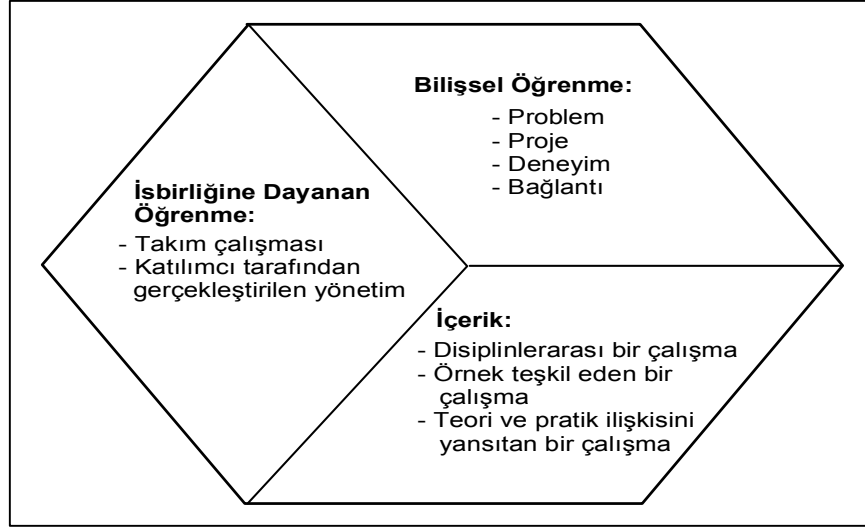 Bilişsel Öğrenme:
- Problem
- Proje
- Deneyim
- Bağlantı
İsbirliğine Dayanan
Öğrenme:
- Takım çalışması
- Katılımcı tarafından
gerçekleştirilen yönetim
İçerik:
- Disiplinlerarası bir çalışma
- Örnek teşkil eden bir
çalışma
- Teori ve pratik ilişkisini
yansıtan bir çalışma